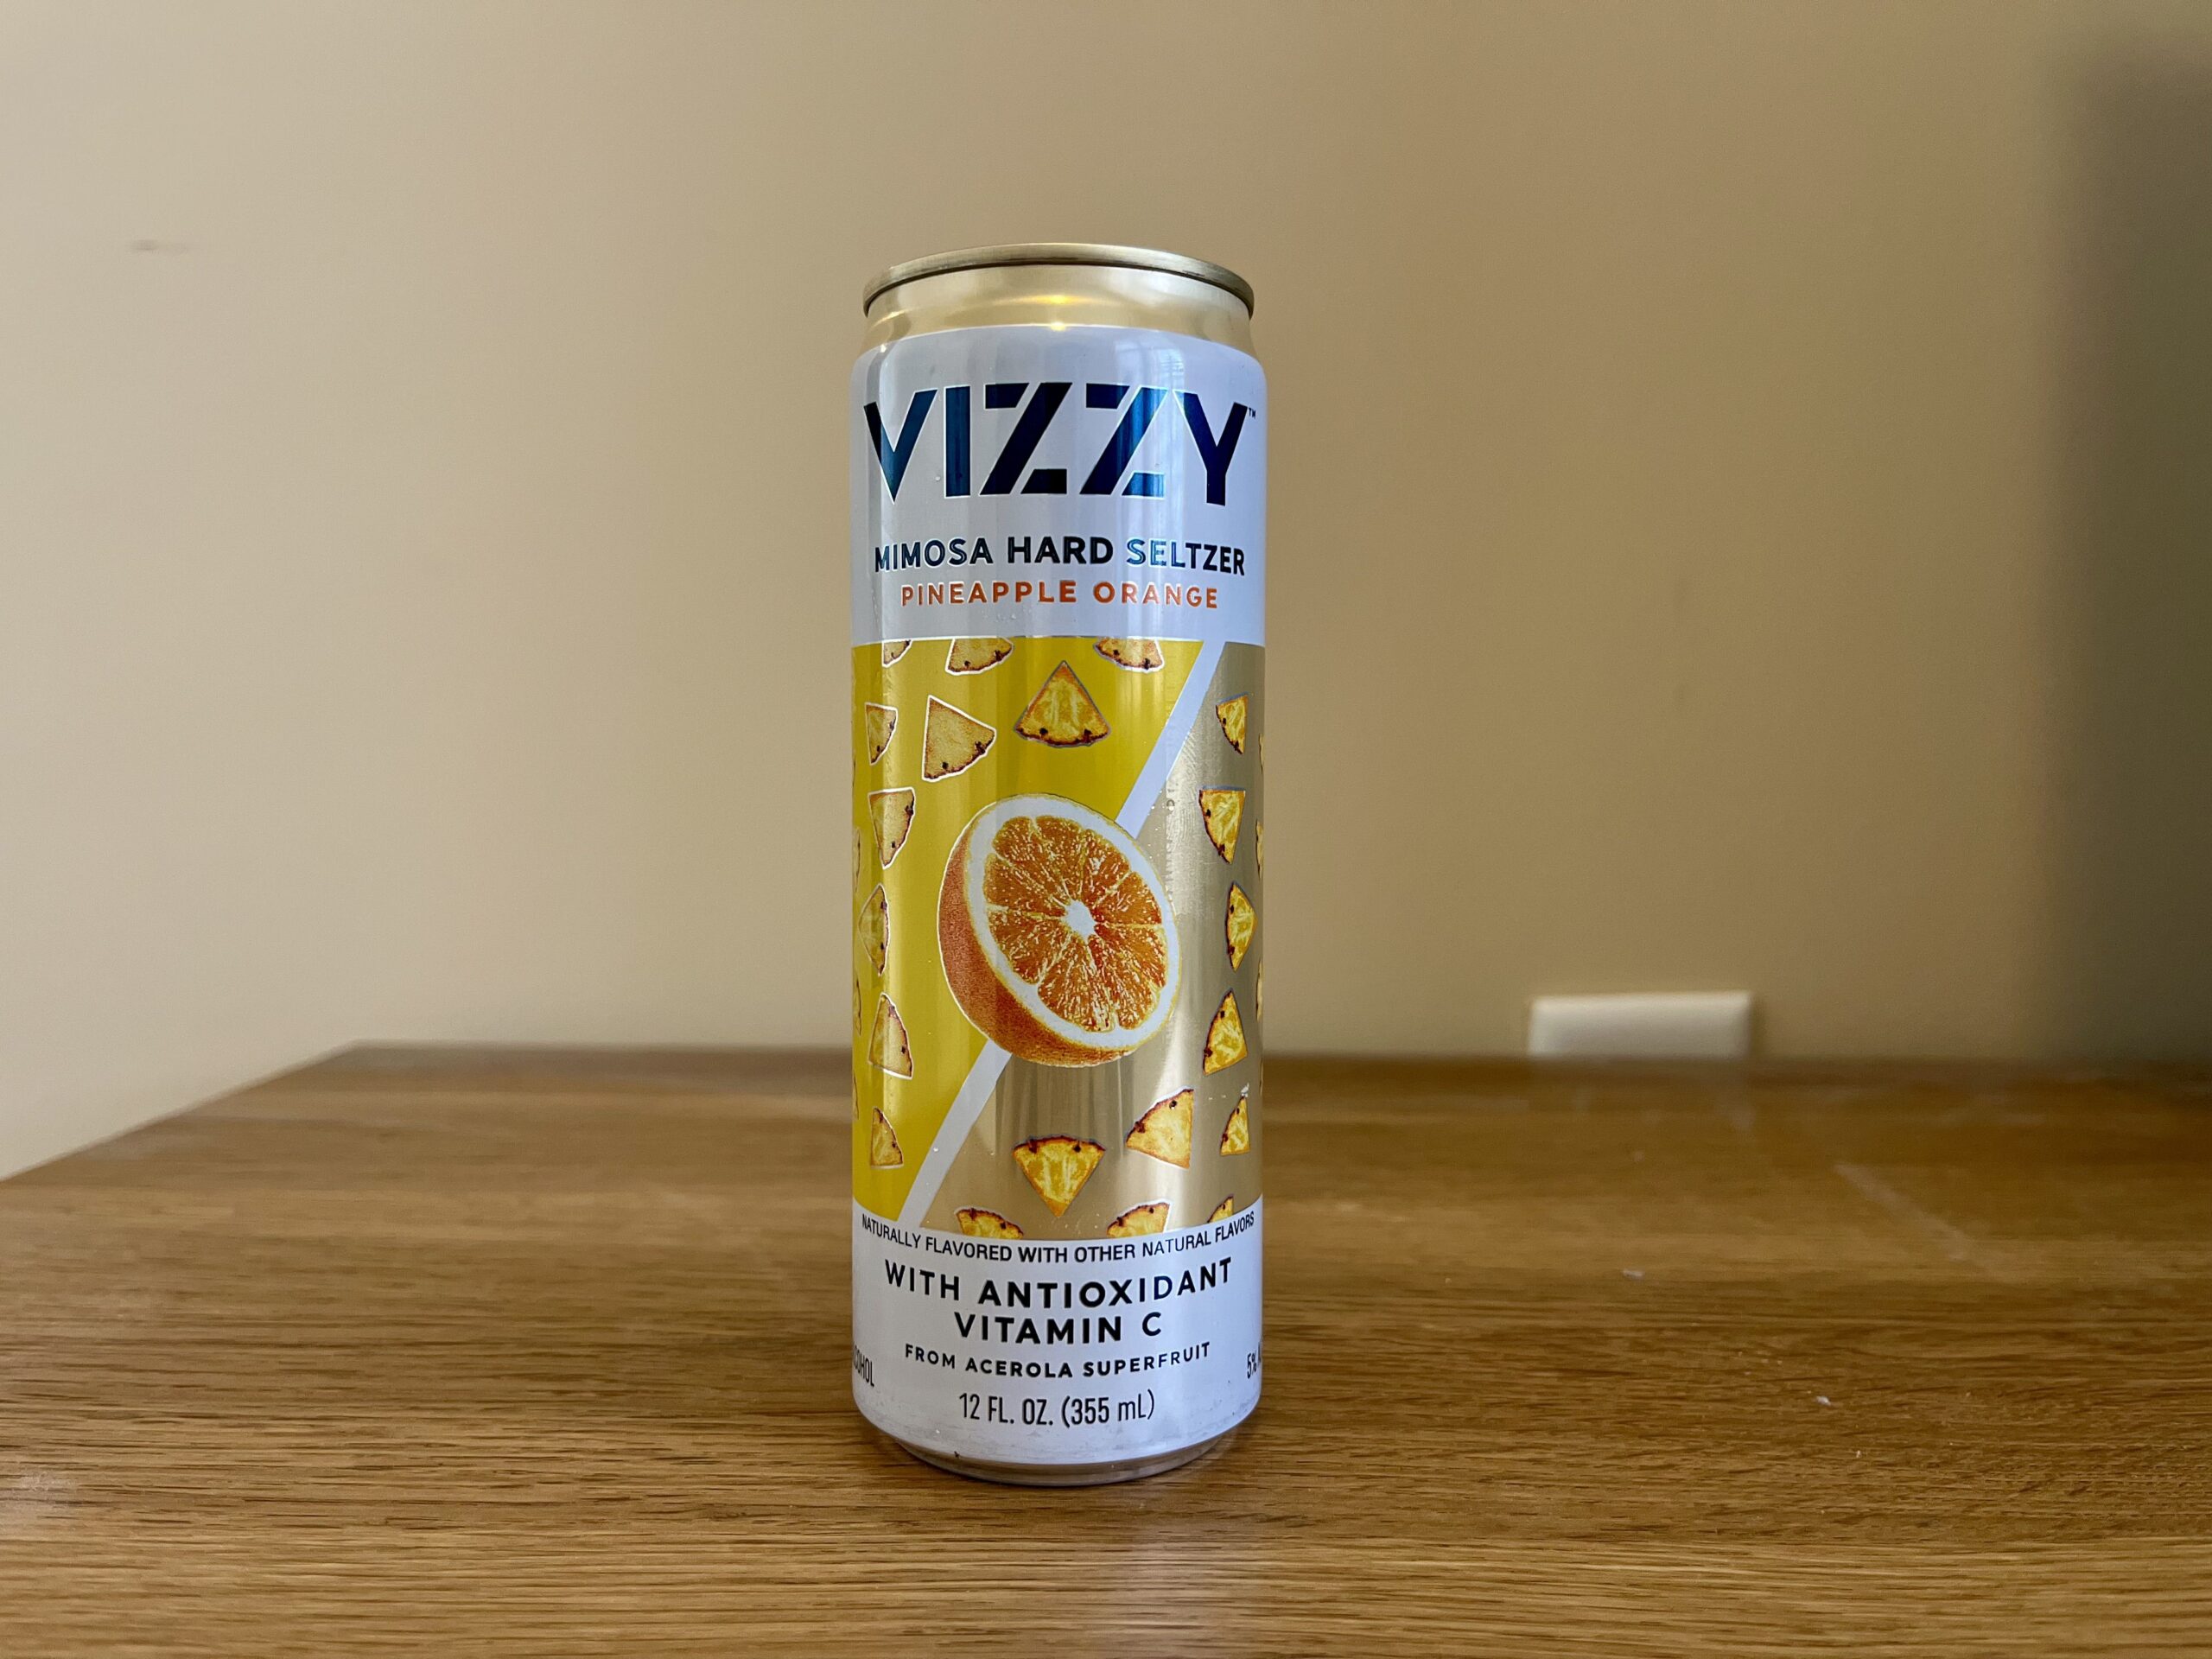 VIZZY™
MIMOSA HARD SELTZER
PINEAPPLE ORANGE
NATURALLY FLAVORED WITH OTHER NATURAL FLAVORS
WITH ANTIOXIDANT
VITAMIN C
FROM ACEROLA SUPERFRUIT
12 FL. OZ. (355 mL)
5%